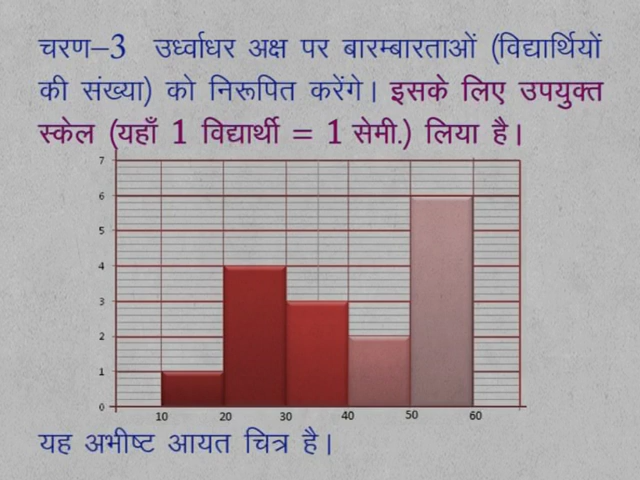 चरण–3 उर्ध्वाधर अक्ष पर बारम्बारताओं (विद्यार्थियों
की संख्या) को निरूपित करेंगे। इसके लिए उपयुक्त
स्केल (यहाँ 1 विद्यार्थी = 1 सेमी.) लिया है।
7
6
5
4
3
2
1
0
10 20 30 40 50 60
यह अभीष्ट आयत चित्र है।